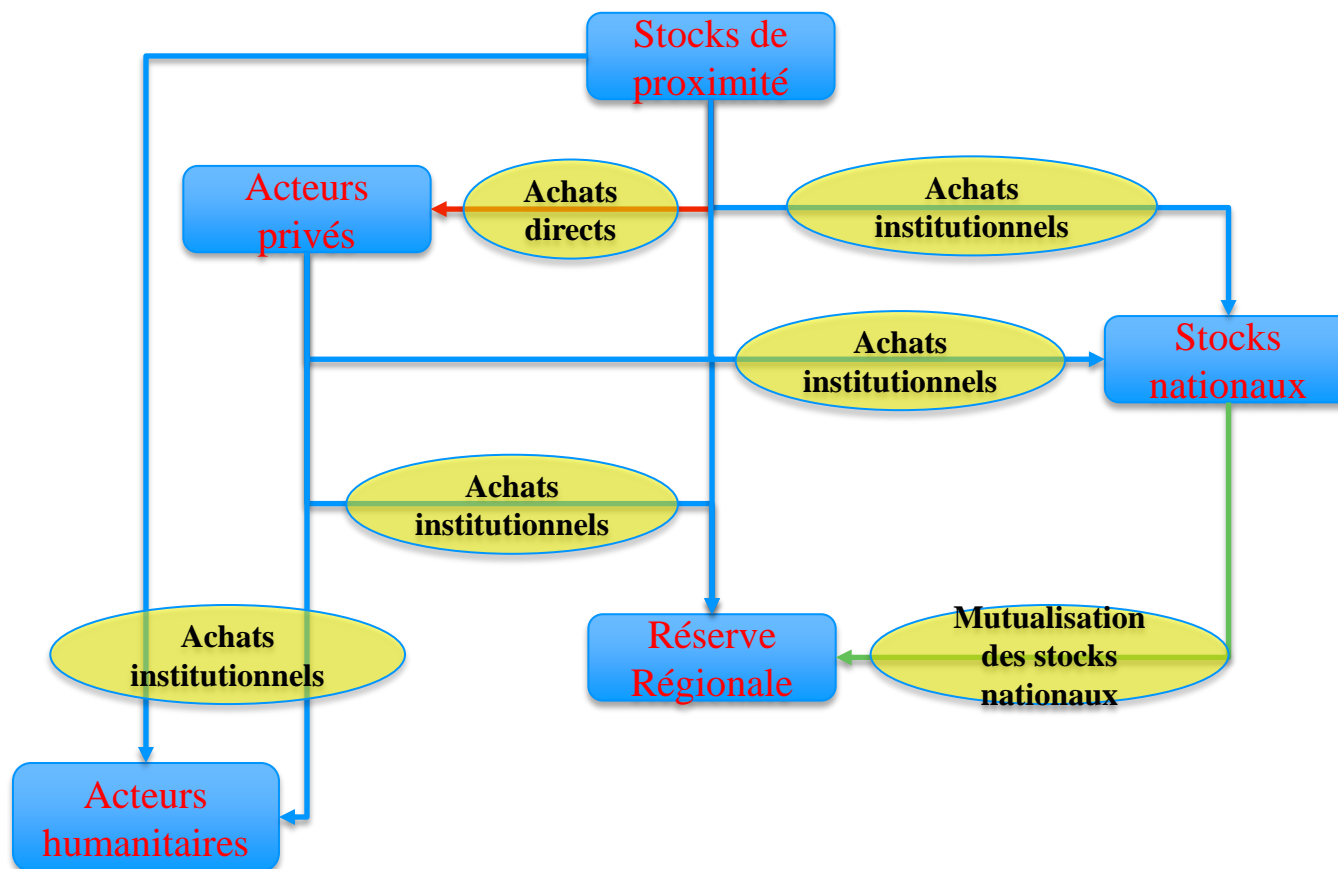 Stocks de
proximité
Acteurs
privés
Achats
directs
Achats
institutionnels
Achats
institutionnels
Stocks
nationaux
Achats
institutionnels
Achats
institutionnels
Réserve
Régionale
Mutualisation
des stocks
nationaux
Acteurs
humanitaires